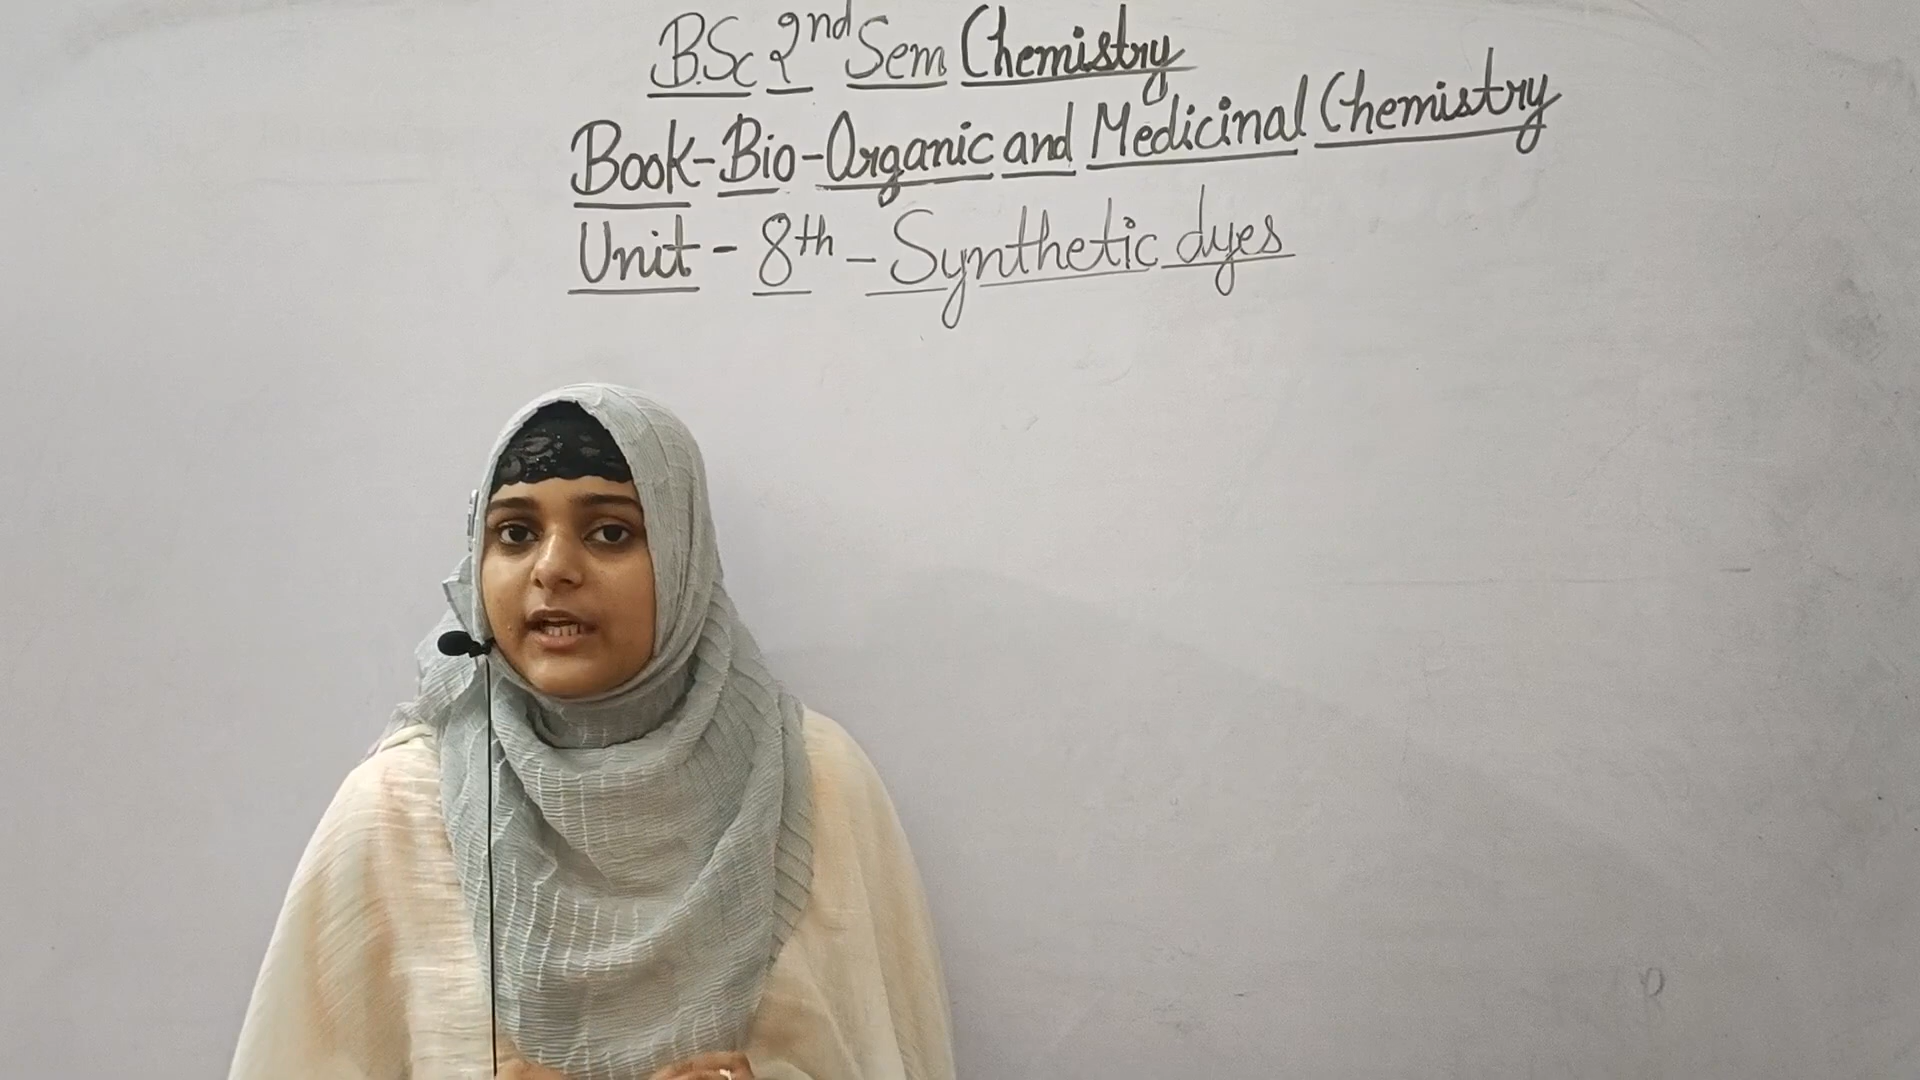 B.Sc 2nd Sem Chemistry
Book-Bio-Organic and Medicinal Chemistry
Unit - 8th - Synthetic dyes